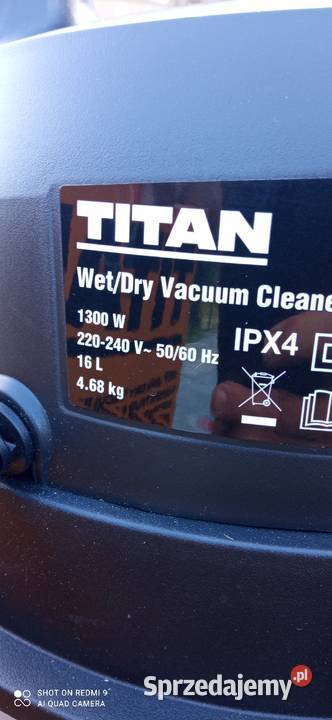 TITAN
Wet/Dry Vacuum Cleane
1300 W
220-240 V~ 50/60 Hz
16 L
4.68 kg
IPX4
SHOT ON REDMI 9
AI QUAD CAMERA
Sprzedajemy.pl